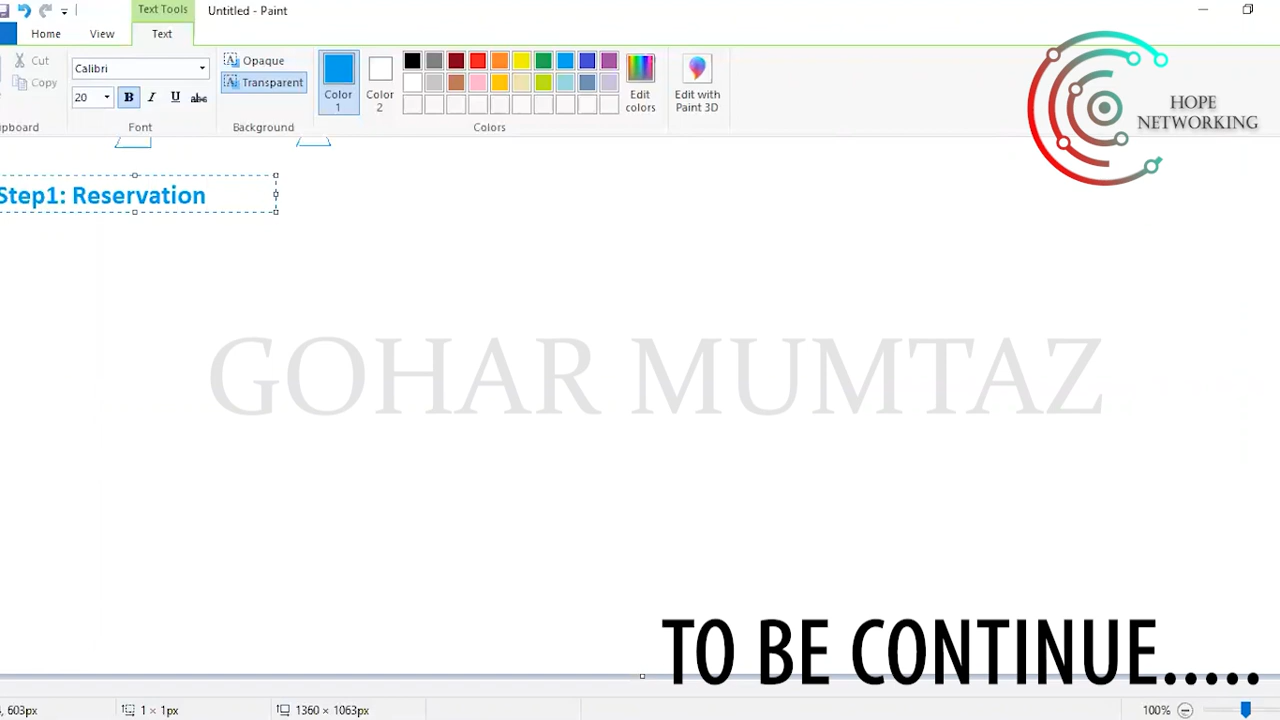 Text Tools
Untitled - Paint
Home
View
Text
Cut
Copy
Calibri
20
B
I
U
abc
Font
Opaque
Transparent
Background
Color
1
Color
2
Colors
Edit
colors
Edit with
Paint 3D
HOPE
NETWORKING
Step1: Reservation
GOHAR MUMTAZ
TO BE CONTINUE.....
603px
1 × 1px
1360 × 1063px
100%